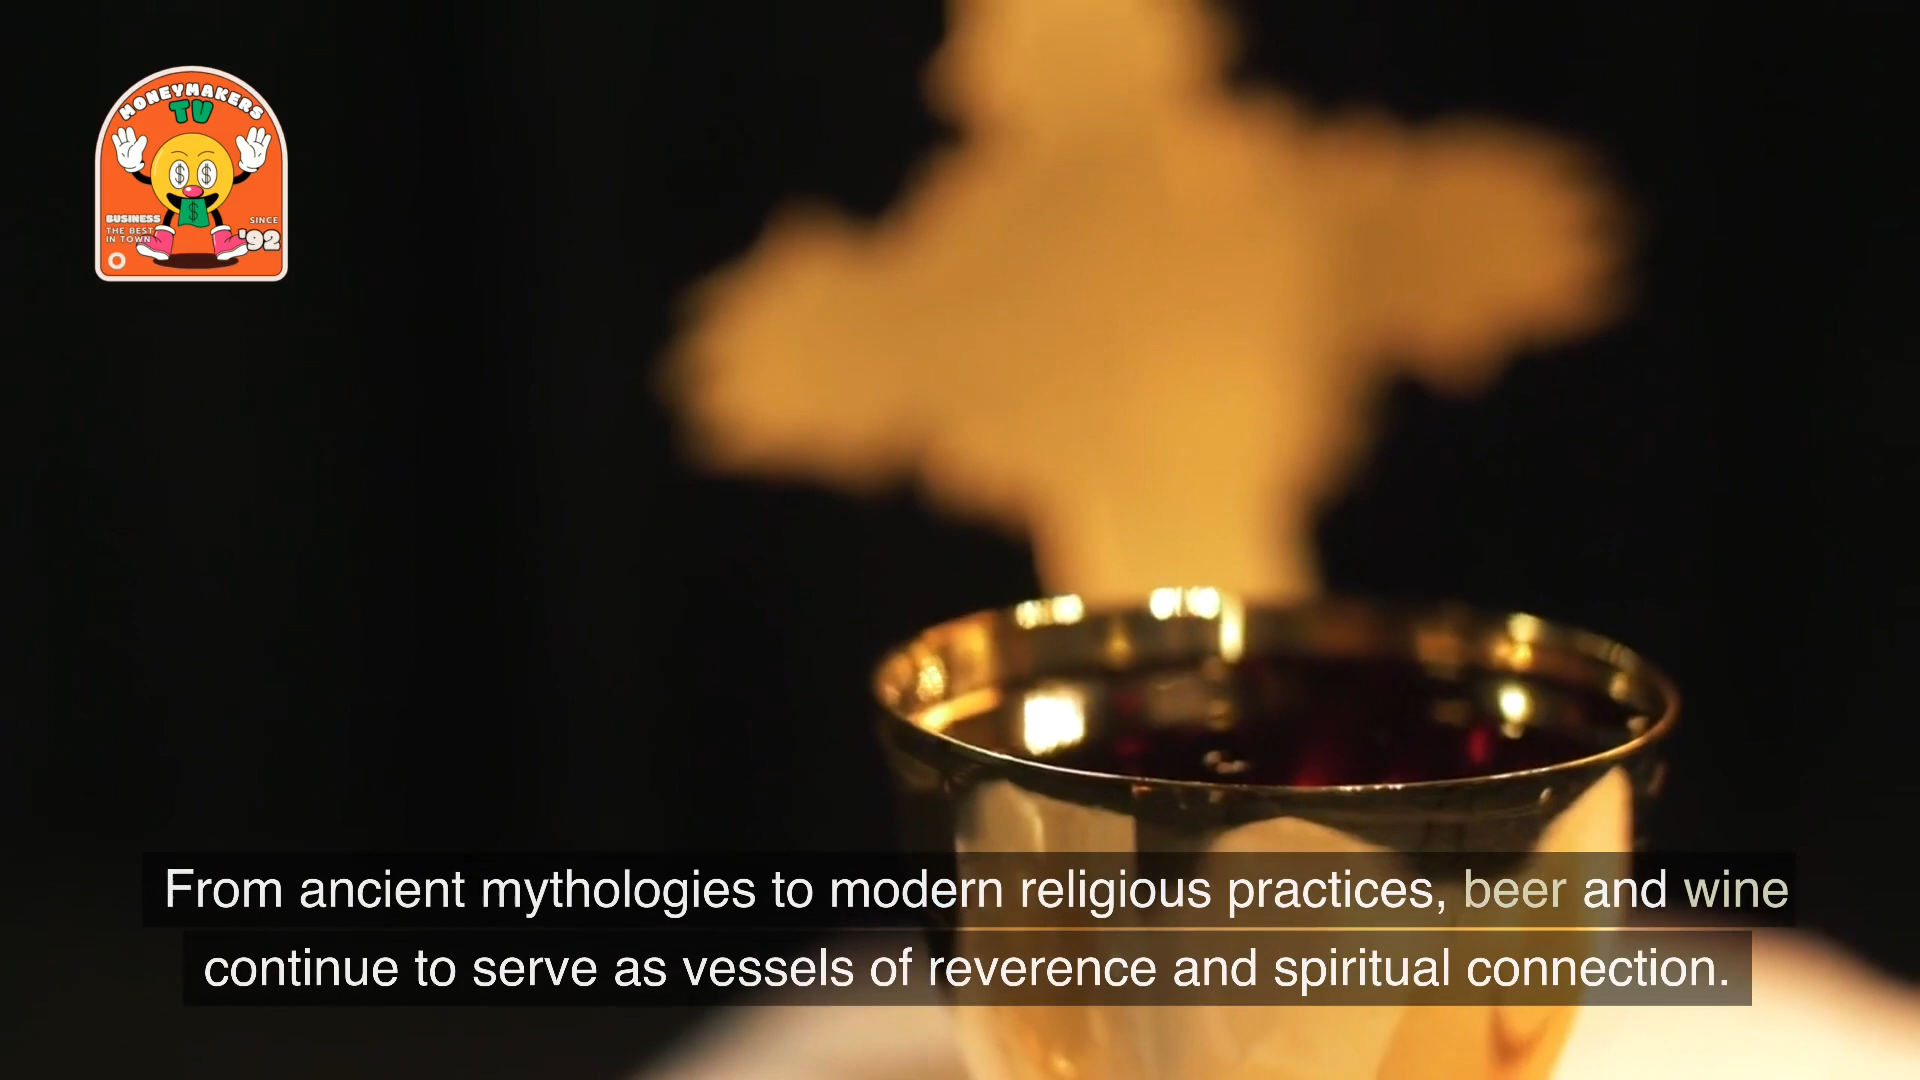 MONEYMAKERS
TV
BUSINESS
THE BEST
IN TOWN
SINCE
'92
From ancient mythologies to modern religious practices, beer and wine
continue to serve as vessels of reverence and spiritual connection.